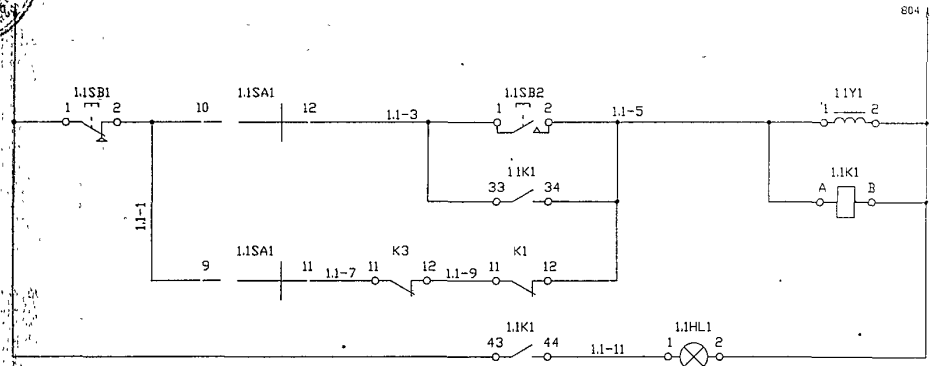 804
1.1SB1 1.1SA1 1.1SB2 1.1Y1
1 2 10 12 1.1-3 1 2 1.1-5 1 2
1.1K1 1.1K1
33 34 A B
1.1-1
1.1SA1 K3 K1
9 11 1.1-7 11 12 1.1-9 11 12
1.1K1 1.1HL1
43 44 1.1-11 1 2